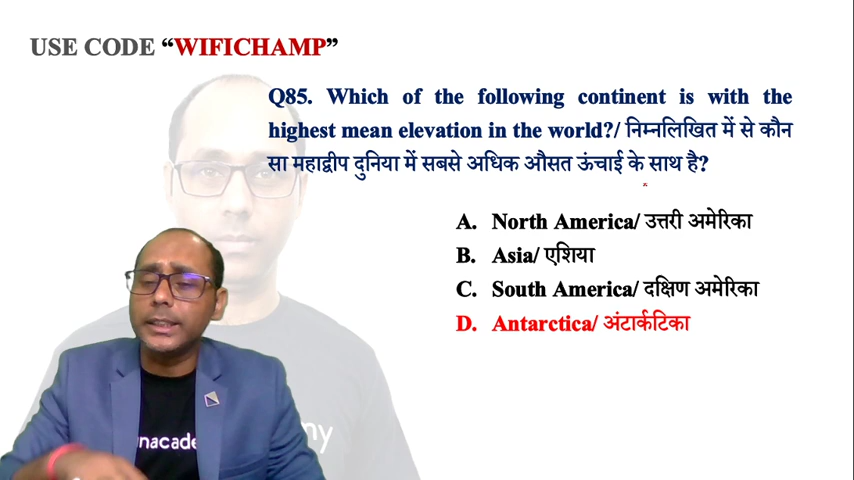 USE CODE “WIFICHAMP”
Q85. Which of the following continent is with the
highest mean elevation in the world?/ निम्नलिखित में से कौन
सा महाद्वीप दुनिया में सबसे अधिक औसत ऊंचाई के साथ है?
A. North America/ उत्तरी अमेरिका
B. Asia/ एशिया
C. South America/ दक्षिण अमेरिका
D. Antarctica/ अंटार्कटिका